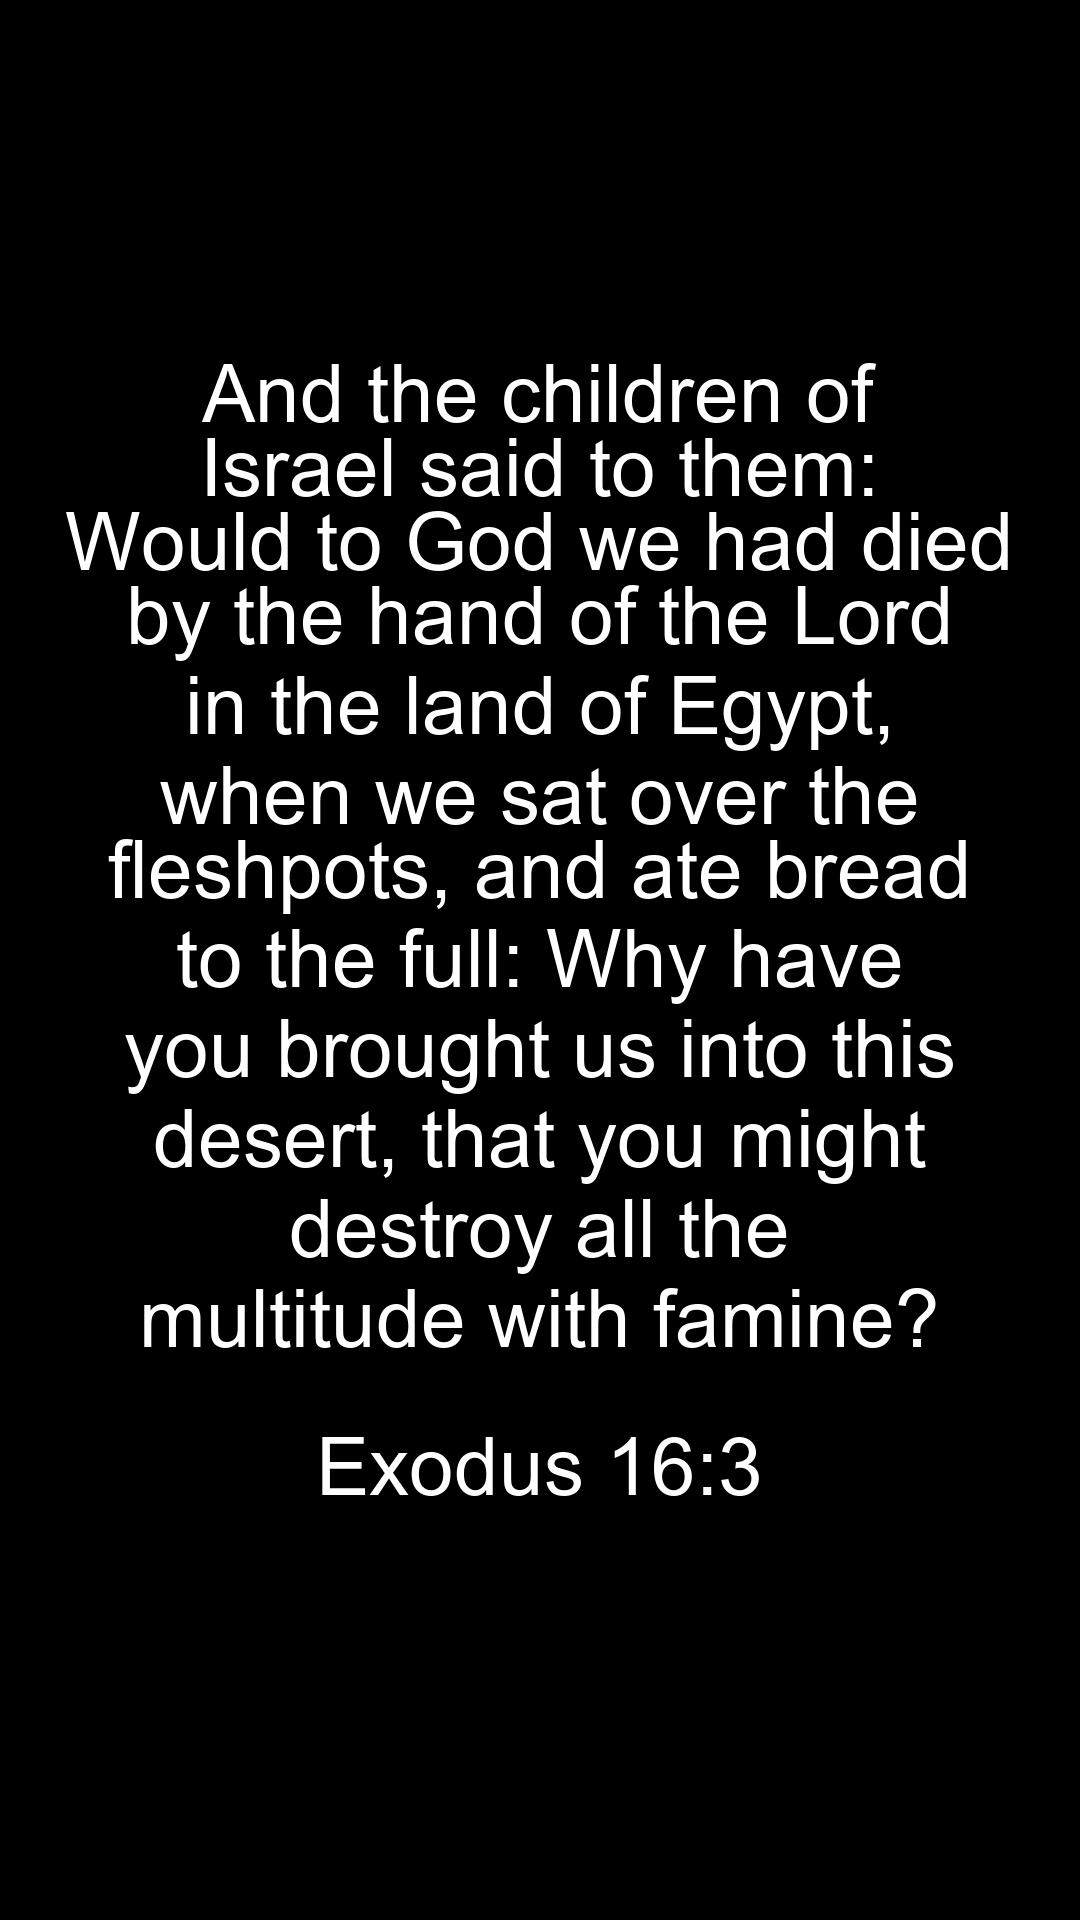 And the children of
Israel said to them:
Would to God we had died
by the hand of the Lord
in the land of Egypt,
when we sat over the
fleshpots, and ate bread
to the full: Why have
you brought us into this
desert, that you might
destroy all the
multitude with famine?
Exodus 16:3